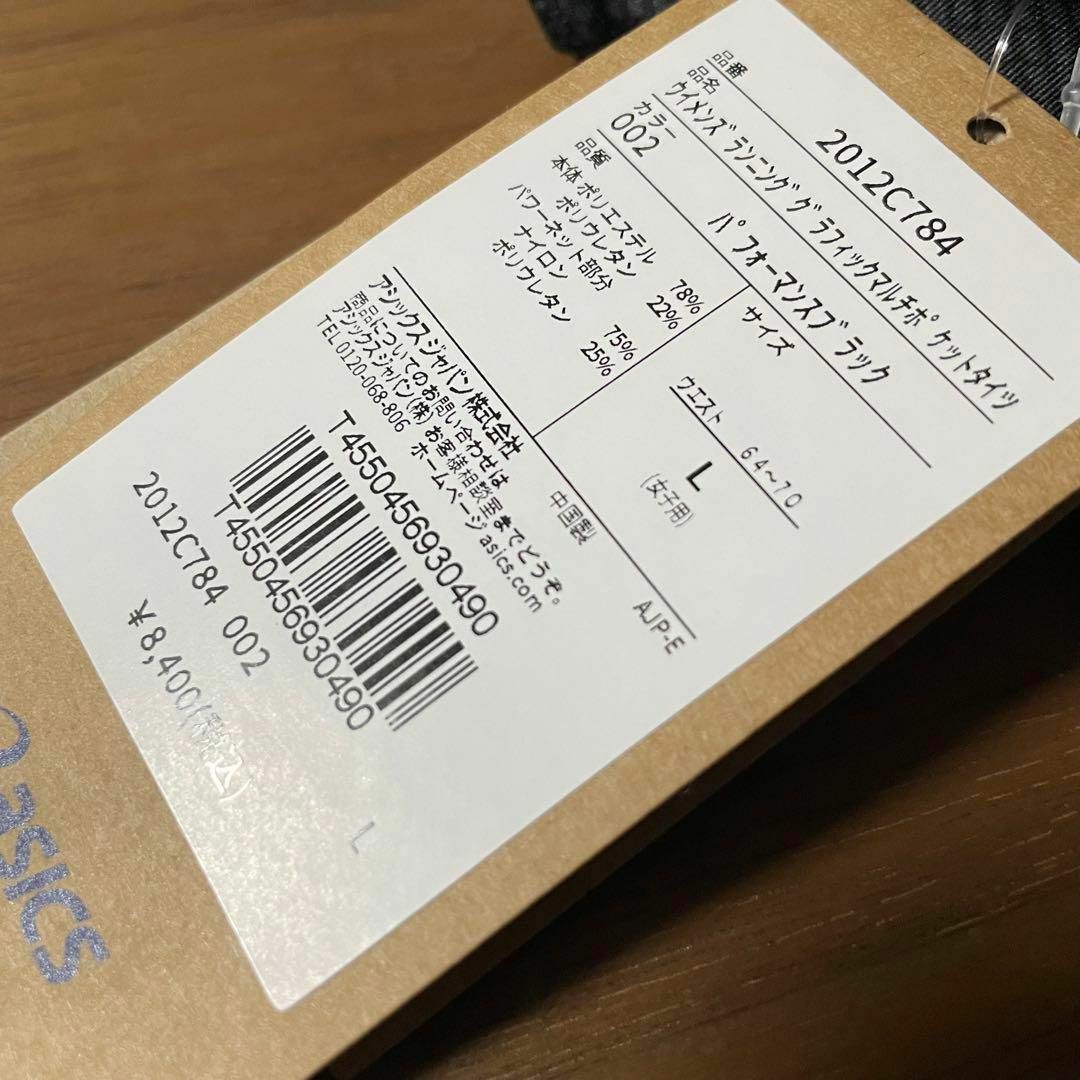 品番
2012C784
品名
ウイメンズ ランニング グラフィックマルチポケットタイツ
カラー
002
パフォーマンスブラック
品質
本体 ポリエステル 78%
ポリウレタン 22%
パワーネット部分
ナイロン 75%
ポリウレタン 25%
サイズ
ウエスト 64~70
L
(女子用)
アシックスジャパン株式会社
商品についてのお問い合わせは
アシックスジャパン(株)お客様相談室までどうぞ。
TEL 0120-068-806 ホームページ asics.com
中国製
AJP-E
T4550456930490
T4550456930490
2012C784 002
L
¥8,400(税込)
asics